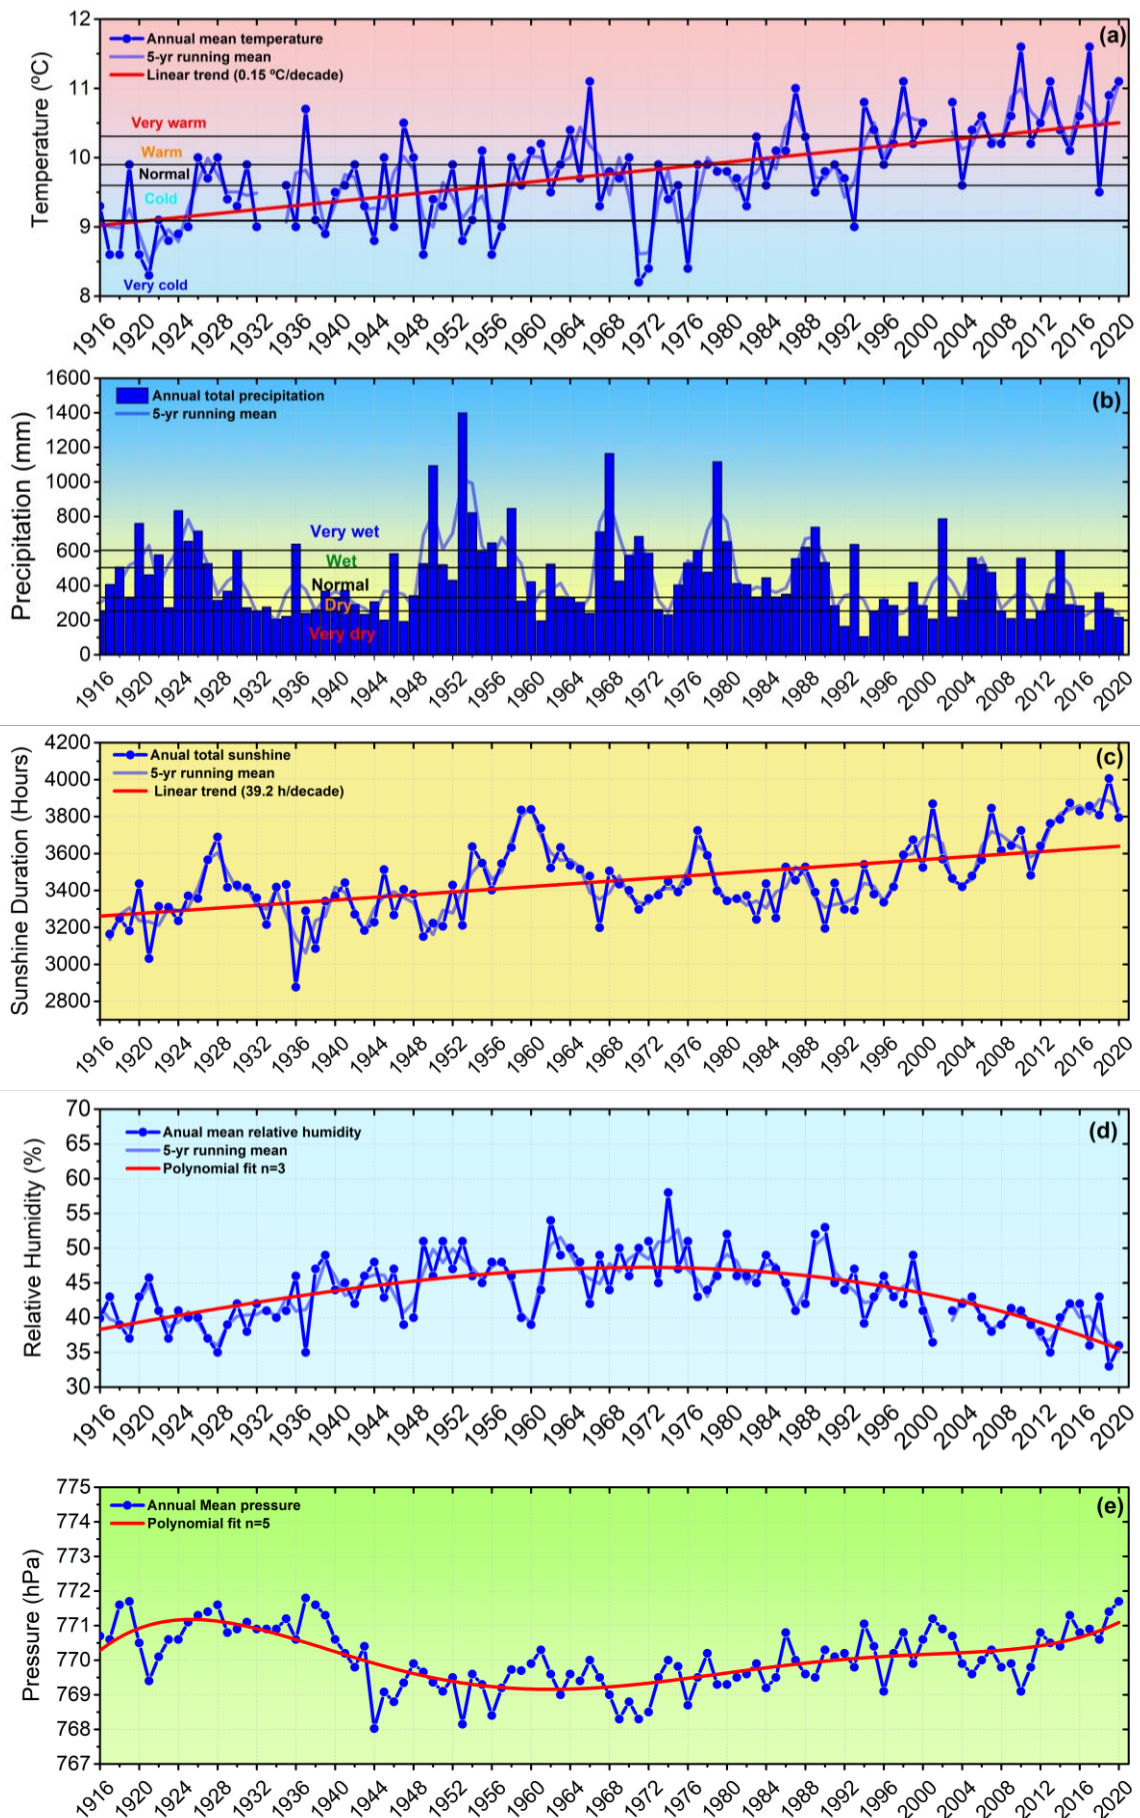 (a)
Annual mean temperature
5-yr running mean
Linear trend (0.15 ºC/decade)
Very warm
Warm
Normal
Cold
Very cold
Temperature (ºC)
12
11
10
9
8
1916 1920 1924 1928 1932 1936 1940 1944 1948 1952 1956 1960 1964 1968 1972 1976 1980 1984 1988 1992 1996 2000 2004 2008 2012 2016 2020
(b)
Annual total precipitation
5-yr running mean
Very wet
Wet
Normal
Dry
Very dry
Precipitation (mm)
1600
1400
1200
1000
800
600
400
200
0
1916 1920 1924 1928 1932 1936 1940 1944 1948 1952 1956 1960 1964 1968 1972 1976 1980 1984 1988 1992 1996 2000 2004 2008 2012 2016 2020
(c)
Anual total sunshine
5-yr running mean
Linear trend (39.2 h/decade)
Sunshine Duration (Hours)
4200
4000
3800
3600
3400
3200
3000
2800
1916 1920 1924 1928 1932 1936 1940 1944 1948 1952 1956 1960 1964 1968 1972 1976 1980 1984 1988 1992 1996 2000 2004 2008 2012 2016 2020
(d)
Anual mean relative humidity
5-yr running mean
Polynomial fit n=3
Relative Humidity (%)
70
65
60
55
50
45
40
35
30
1916 1920 1924 1928 1932 1936 1940 1944 1948 1952 1956 1960 1964 1968 1972 1976 1980 1984 1988 1992 1996 2000 2004 2008 2012 2016 2020
(e)
Annual Mean pressure
Polynomial fit n=5
Pressure (hPa)
775
774
773
772
771
770
769
768
767
1916 1920 1924 1928 1932 1936 1940 1944 1948 1952 1956 1960 1964 1968 1972 1976 1980 1984 1988 1992 1996 2000 2004 2008 2012 2016 2020